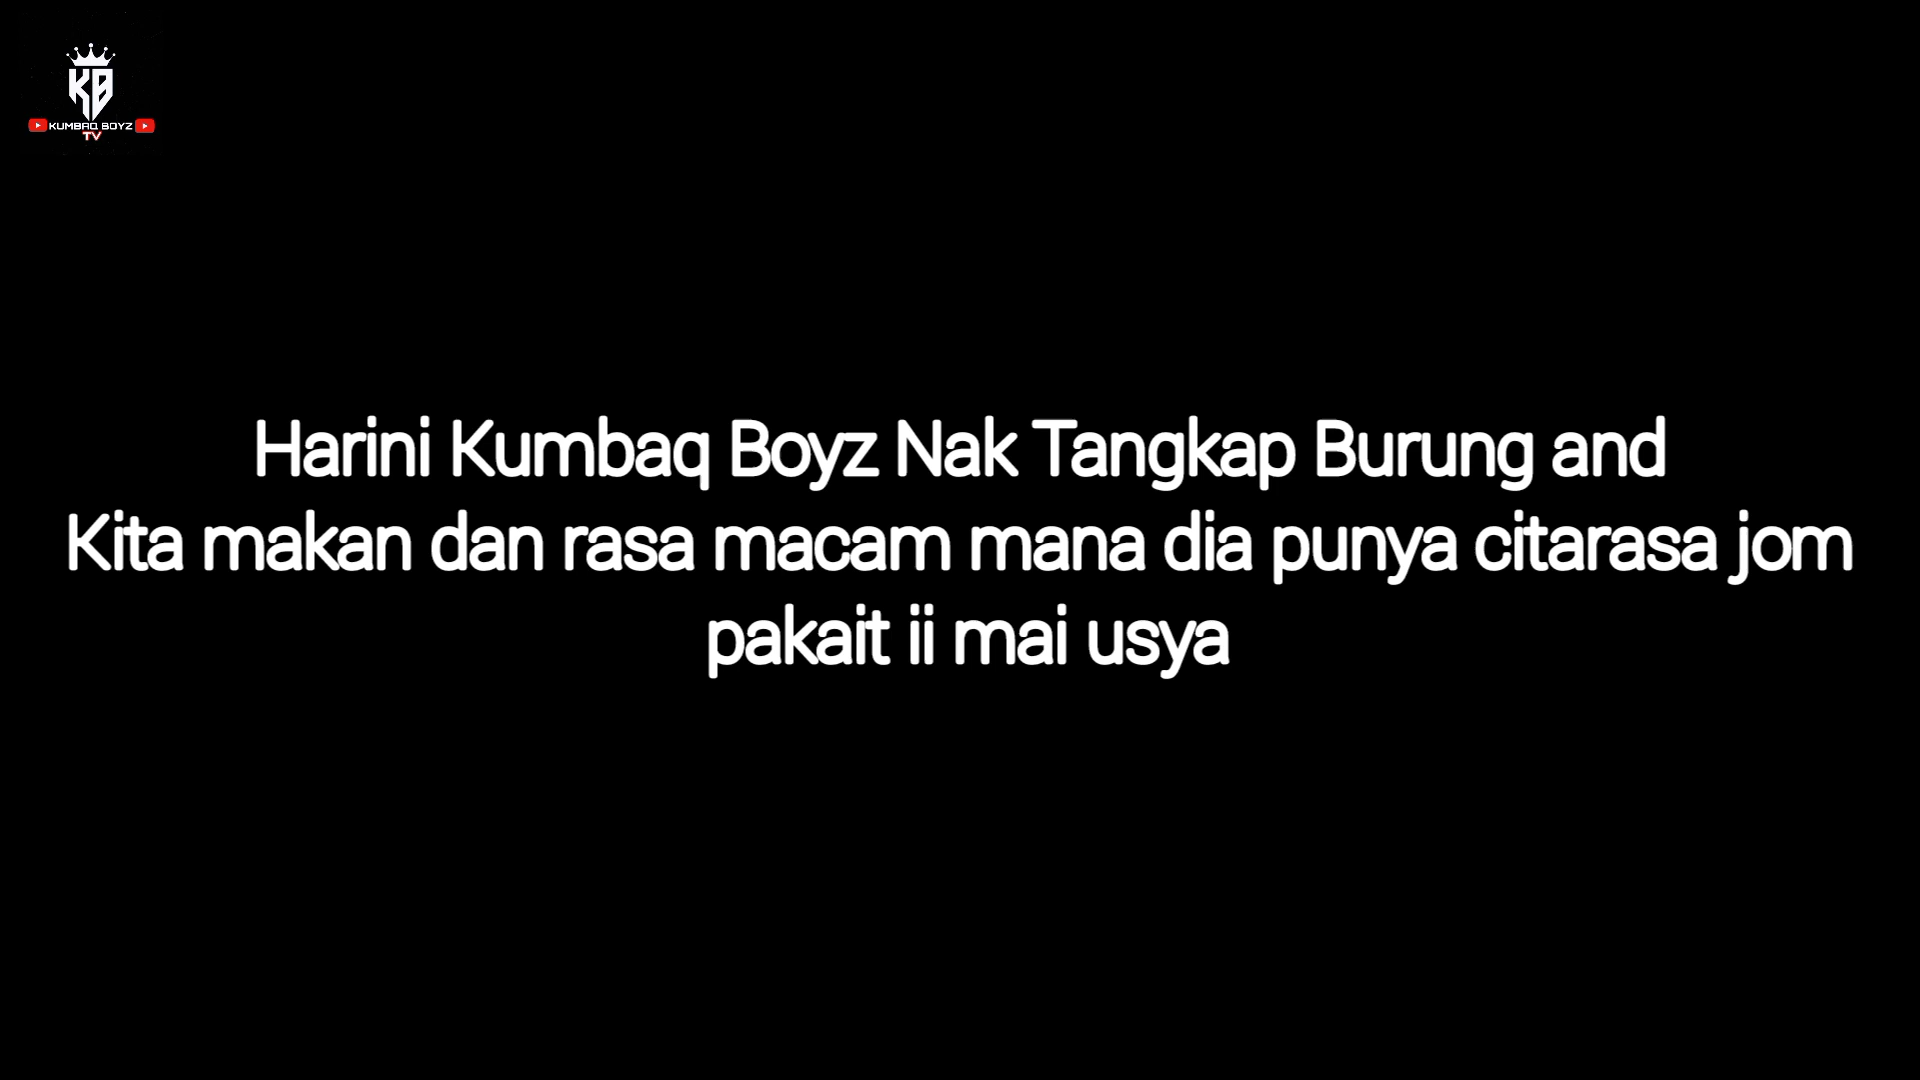 KB
KUMBAQ BOYZ
TV
Harini Kumbaq Boyz Nak Tangkap Burung and
Kita makan dan rasa macam mana dia punya citarasa jom
pakait ii mai usya